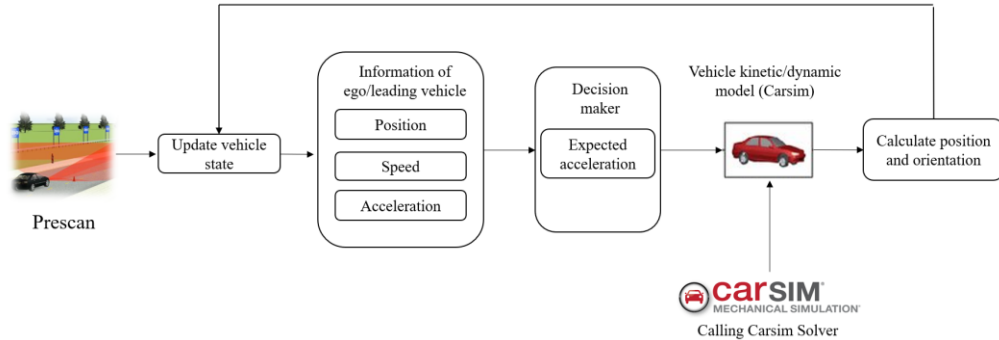 Prescan
Update vehicle
state
Information of
ego/leading vehicle
Position
Speed
Acceleration
Decision
maker
Expected
acceleration
Vehicle kinetic/dynamic
model (Carsim)
Calculate position
and orientation
carSIM®
MECHANICAL SIMULATION®
Calling Carsim Solver